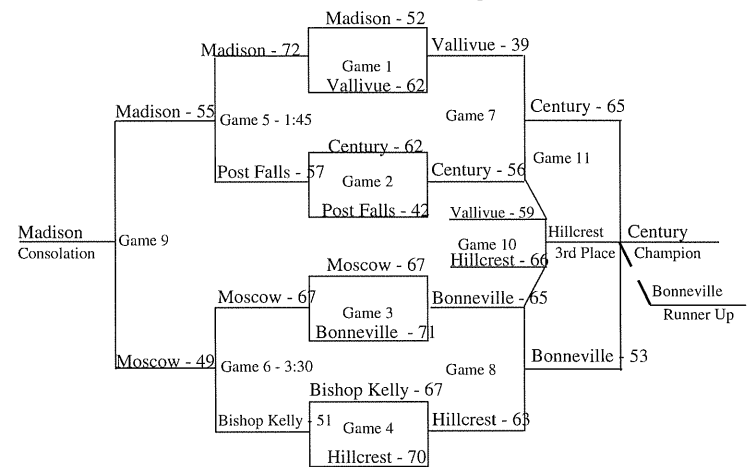 Madison - 52
Madison - 72
Vallivue - 39
Game 1
Vallivue - 62
Madison - 55
Game 5 - 1:45
Game 7
Century - 65
Century - 62
Game 11
Post Falls - 57
Game 2
Century - 56
Post Falls - 42
Vallivue - 59
Madison
Hillcrest
Century
Consolation
Game 9
Game 10
3rd Place
Champion
Hillcrest - 66
Moscow - 67
Bonneville
Moscow - 67
Bonneville - 65
Runner Up
Game 3
Bonneville - 71
Moscow - 49
Game 6 - 3:30
Game 8
Bonneville - 53
Bishop Kelly - 67
Bishop Kelly - 51
Game 4
Hillcrest - 63
Hillcrest - 70